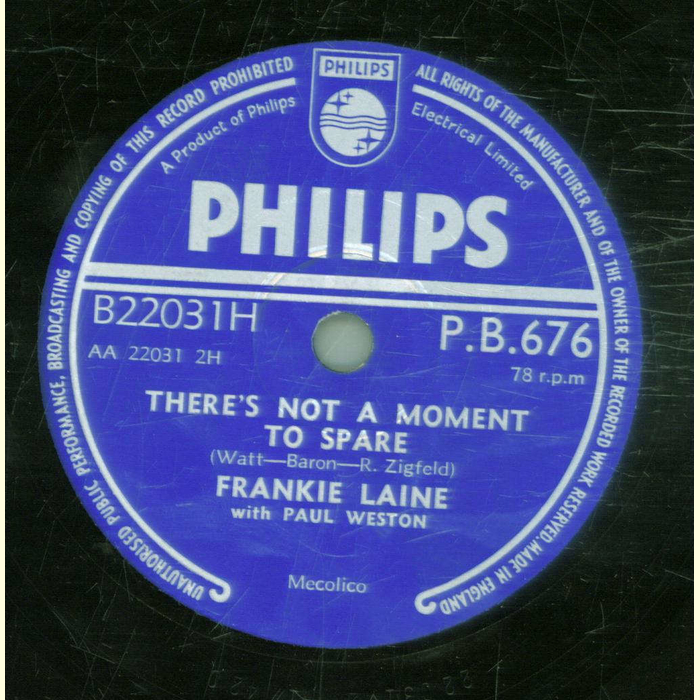 PHILIPS
UNAUTHORISED PUBLIC PERFORMANCE, BROADCASTING AND COPYING OF THIS RECORD PROHIBITED
ALL RIGHTS OF THE MANUFACTURER AND OF THE OWNER OF THE RECORDED WORK RESERVED. MADE IN ENGLAND
A Product of Philips Electrical Limited
PHILIPS
B22031H
P.B.676
AA 22031 2H
78 r.p.m
THERE'S NOT A MOMENT
TO SPARE
(Watt—Baron—R. Zigfeld)
FRANKIE LAINE
with PAUL WESTON
Mecolico